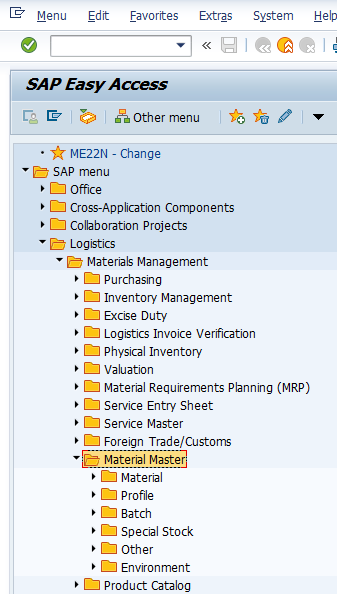 Menu Edit Favorites Extras System Help
SAP Easy Access
Other menu
ME22N - Change
SAP menu
Office
Cross-Application Components
Collaboration Projects
Logistics
Materials Management
Purchasing
Inventory Management
Excise Duty
Logistics Invoice Verification
Physical Inventory
Valuation
Material Requirements Planning (MRP)
Service Entry Sheet
Service Master
Foreign Trade/Customs
Material Master
Material
Profile
Batch
Special Stock
Other
Environment
Product Catalog